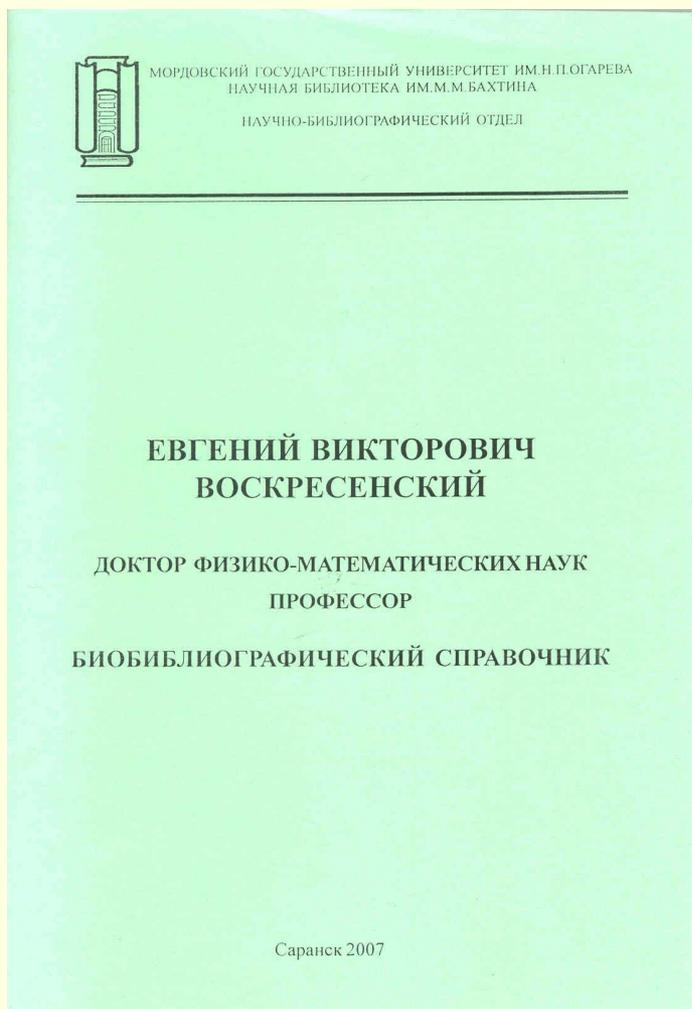 МОРДОВСКИЙ ГОСУДАРСТВЕННЫЙ УНИВЕРСИТЕТ ИМ.Н.П.ОГАРЕВА
НАУЧНАЯ БИБЛИОТЕКА ИМ.М.М.БАХТИНА
НАУЧНО-БИБЛИОГРАФИЧЕСКИЙ ОТДЕЛ
ЕВГЕНИЙ ВИКТОРОВИЧ
ВОСКРЕСЕНСКИЙ
ДОКТОР ФИЗИКО-МАТЕМАТИЧЕСКИХ НАУК
ПРОФЕССОР
БИОБИБЛИОГРАФИЧЕСКИЙ СПРАВОЧНИК
Саранск 2007